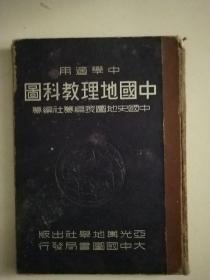 中學適用
中國地理教科圖
中國史地圖表編纂社編纂
亞光輿地學社出版
大中國圖書局發行